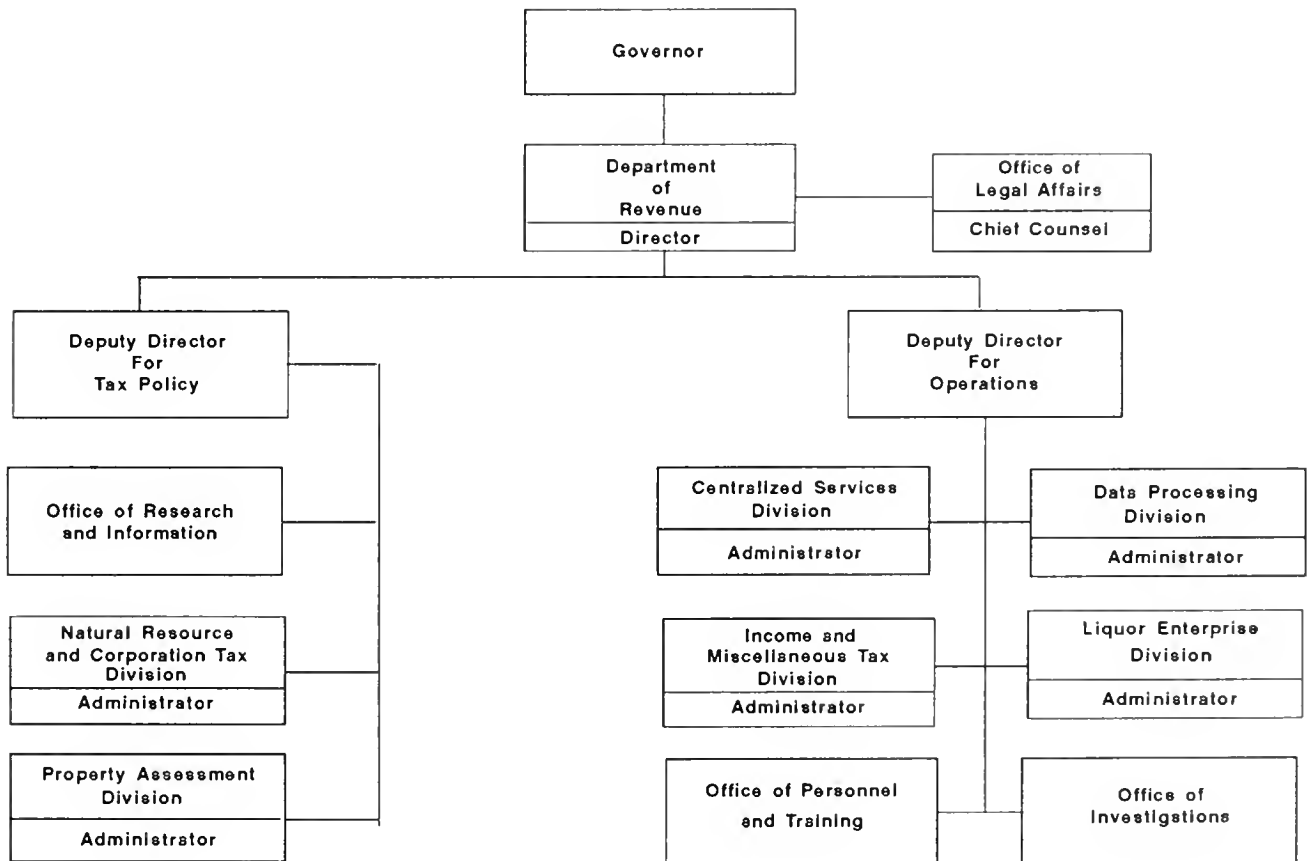 Governor
Department
of
Revenue
Director
Office of
Legal Affairs
Chief Counsel
Deputy Director
For
Tax Policy
Deputy Director
For
Operations
Office of Research
and Information
Natural Resource
and Corporation Tax
Division
Administrator
Property Assessment
Division
Administrator
Centralized Services
Division
Administrator
Data Processing
Division
Administrator
Income and
Miscellaneous Tax
Division
Administrator
Liquor Enterprise
Division
Administrator
Office of Personnel
and Training
Office of
Investigations